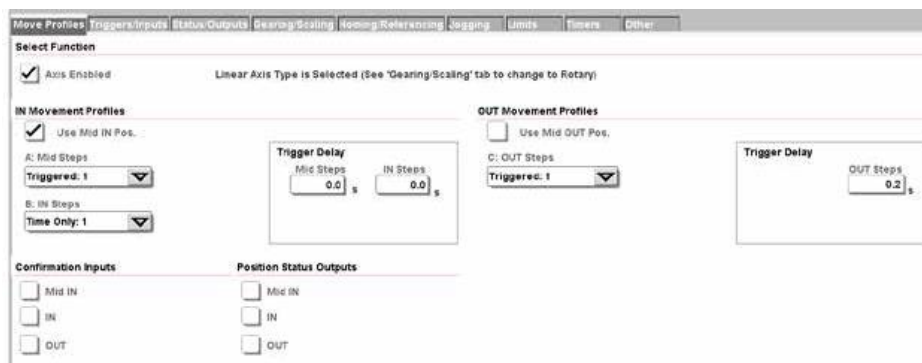 Move Profiles Triggers/Inputs Status/Outputs Gearing/Scaling Homing/Referencing Jogging Limits Timers Other
Select Function
Axis Enabled Linear Axis Type is Selected (See 'Gearing/Scaling' tab to change to Rotary)
IN Movement Profiles OUT Movement Profiles
Use Mid IN Pos. Use Mid OUT Pos.
A: Mid Steps Trigger Delay C: OUT Steps Trigger Delay
Mid Steps IN Steps OUT Steps
Triggered: 1 0.0 s 0.0 s Triggered: 1 0.2 s
B: IN Steps
Time Only: 1
Confirmation Inputs Position Status Outputs
Mid IN Mid IN
IN IN
OUT OUT